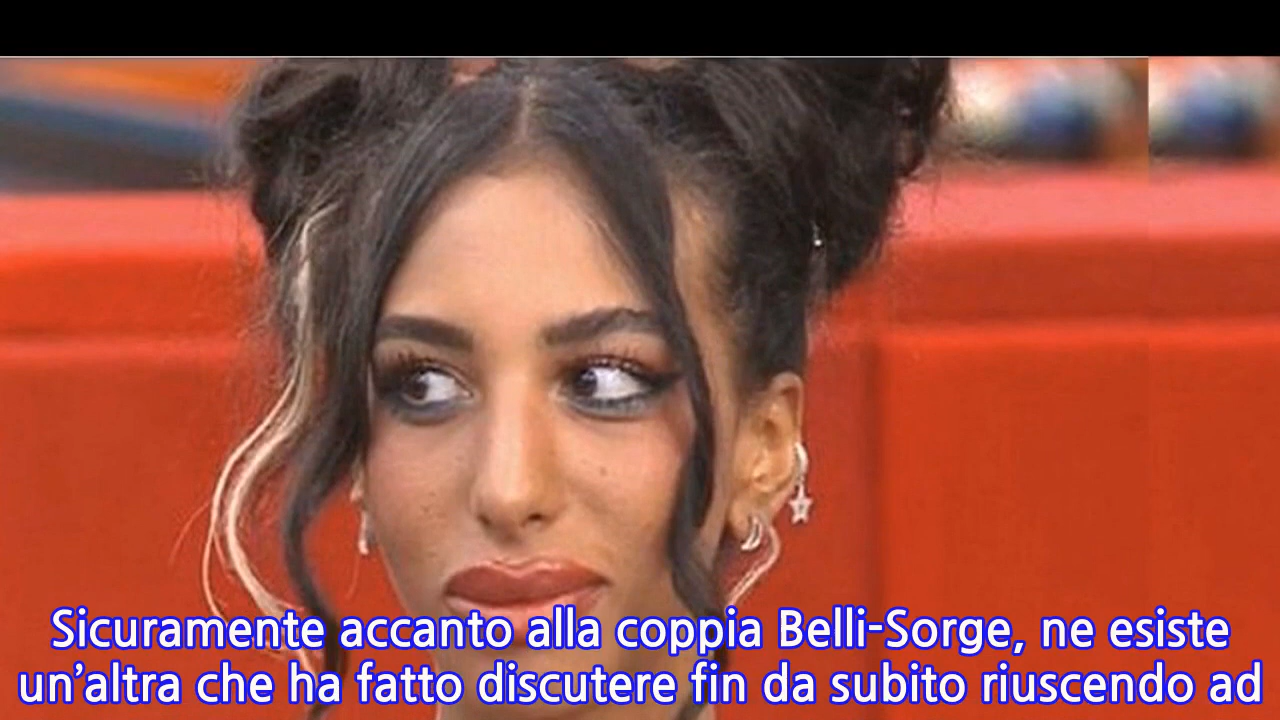 Sicuramente accanto alla coppia Belli-Sorge, ne esiste
un’altra che ha fatto discutere fin da subito riuscendo ad